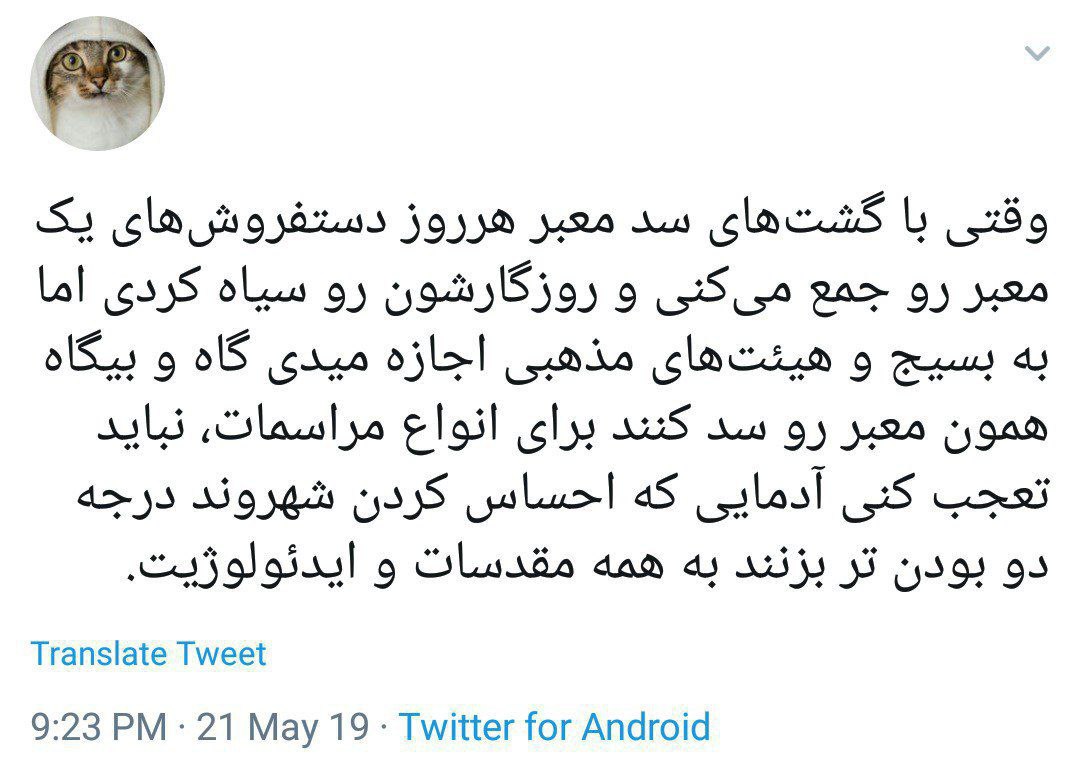 وقتی با گشت‌های سد معبر هرروز دستفروش‌های یک
معبر رو جمع می‌کنی و روزگارشون رو سیاه کردی اما
به بسیج و هیئت‌های مذهبی اجازه میدی گاه و بیگاه
همون معبر رو سد کنند برای انواع مراسمات، نباید
تعجب کنی آدمایی که احساس کردن شهروند درجه
دو بودن تر بزنند به همه مقدسات و ایدئولوژیت.
Translate Tweet
9:23 PM · 21 May 19 · Twitter for Android